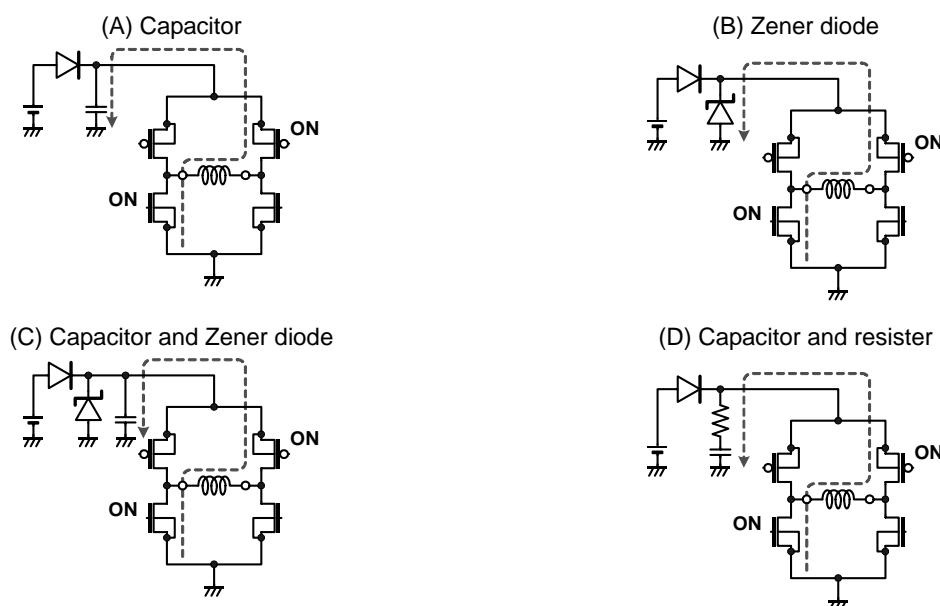 (A) Capacitor
ON
ON
(B) Zener diode
ON
ON
(C) Capacitor and Zener diode
ON
ON
(D) Capacitor and resister
ON
ON